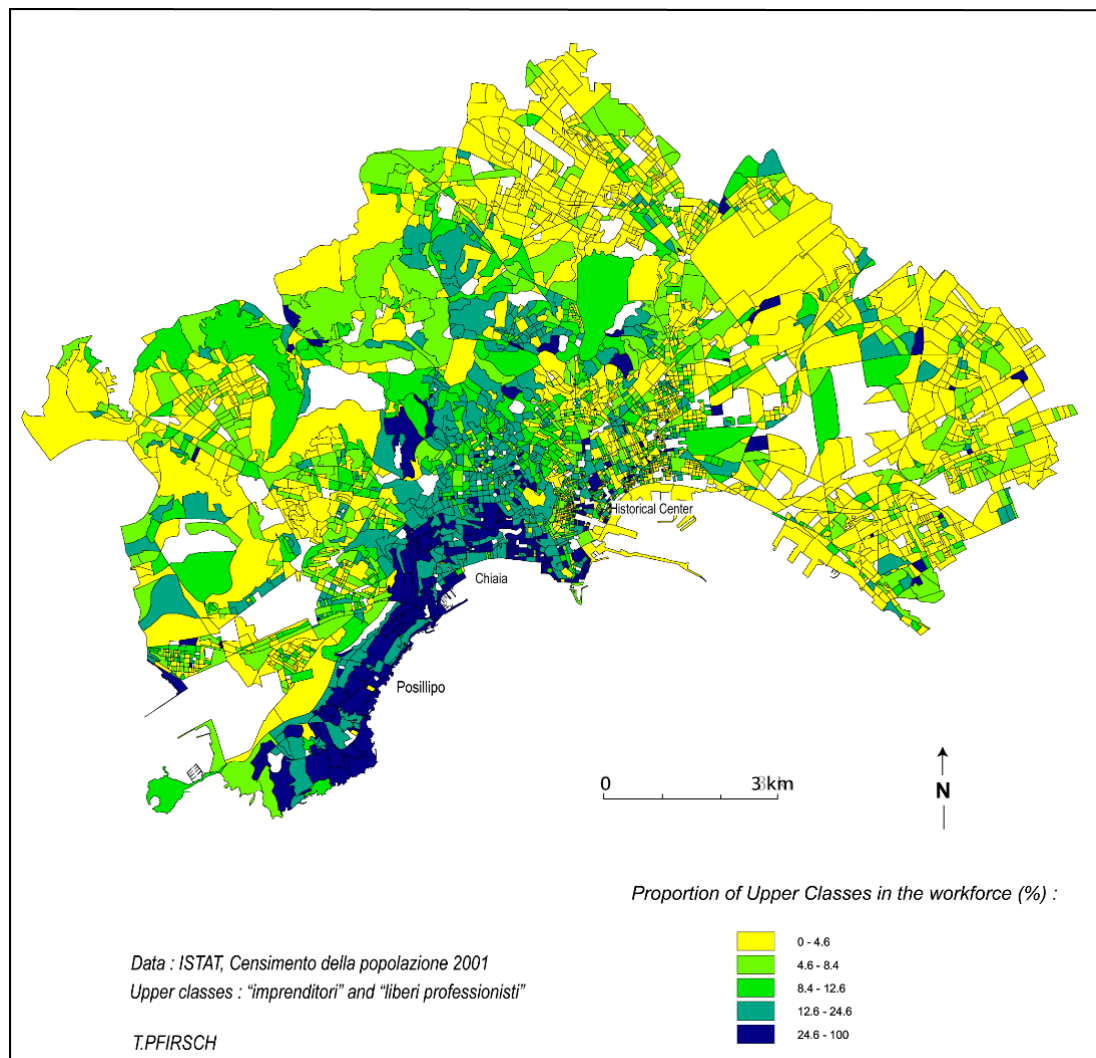 Historical Center
Chiaia
Posillipo
0 3 km
N
Proportion of Upper Classes in the workforce (%) :
0 - 4.6
4.6 - 8.4
8.4 - 12.6
12.6 - 24.6
24.6 - 100
Data : ISTAT, Censimento della popolazione 2001
Upper classes : “imprenditori” and “liberi professionisti”
T.PFIRSCH